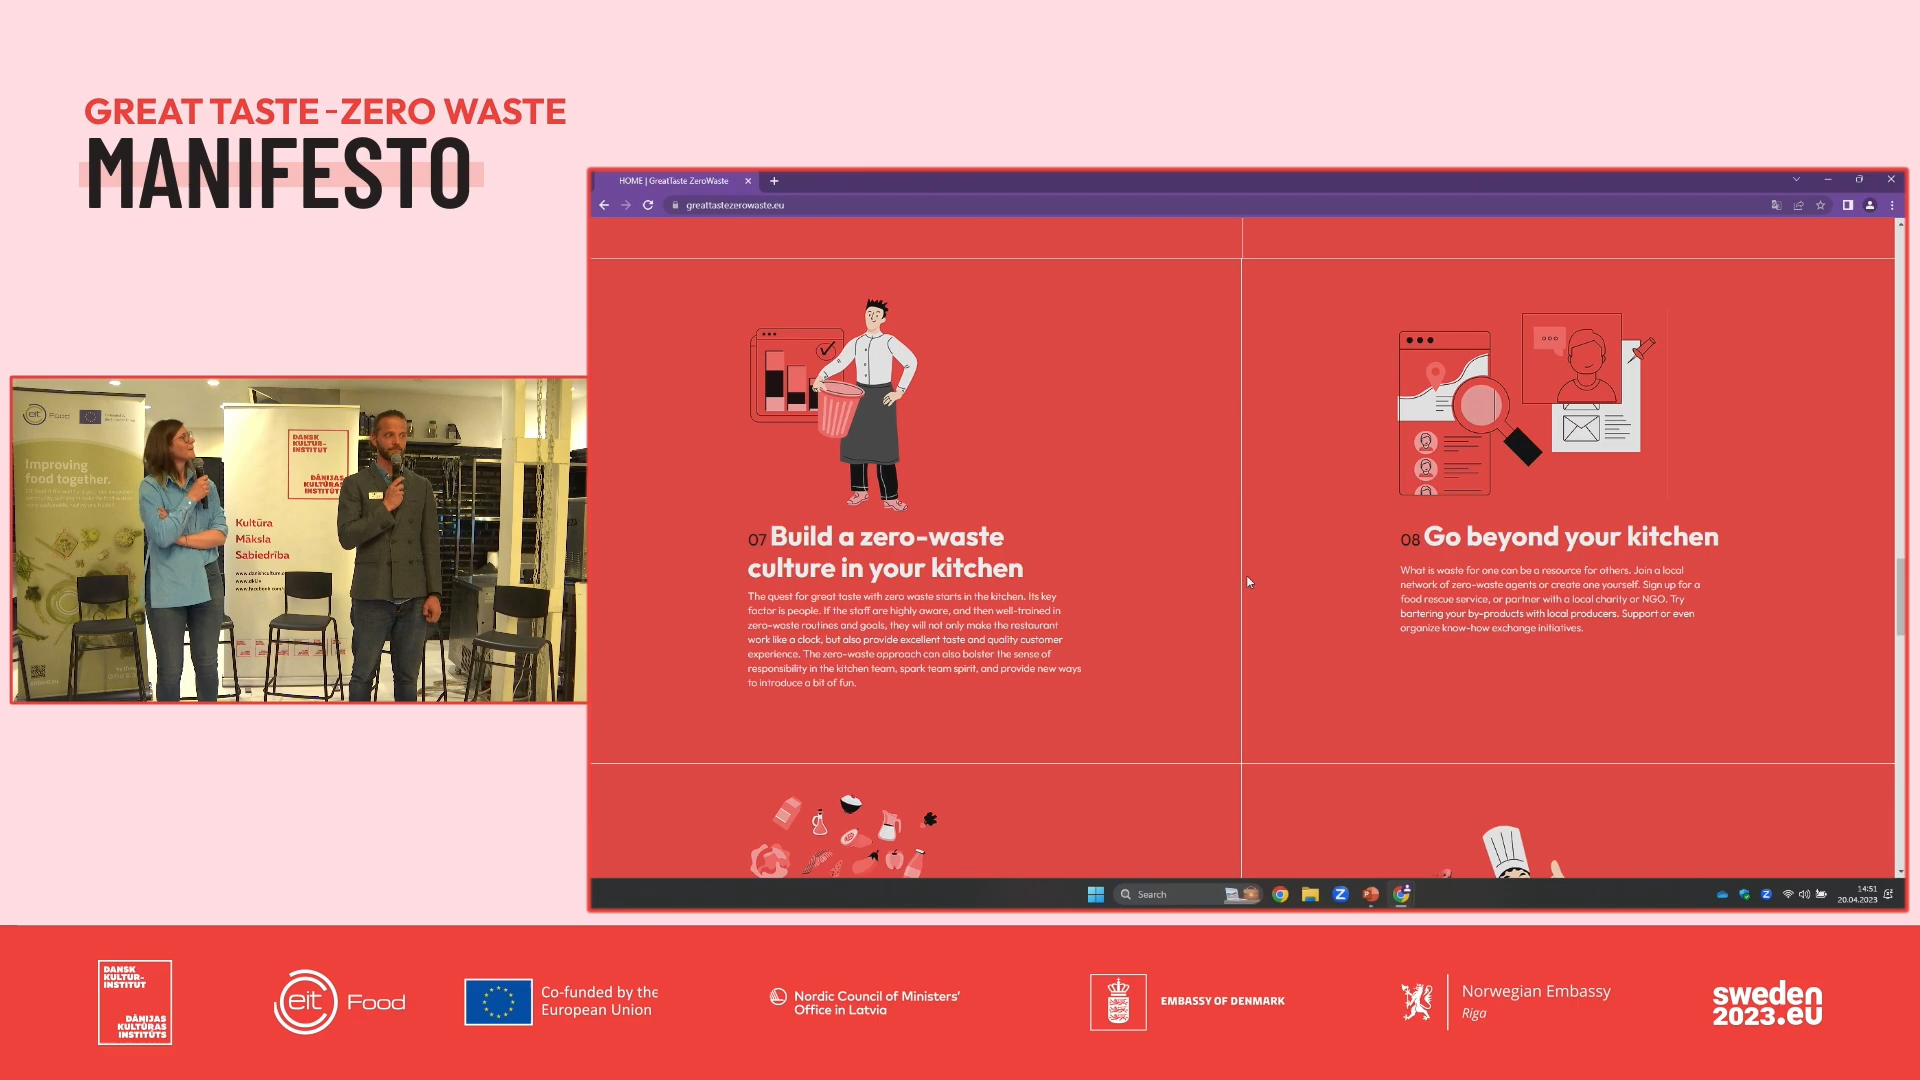 GREAT TASTE - ZERO WASTE
MANIFESTO
HOME | GreatTaste ZeroWaste
greattastezerowaste.eu
07 Build a zero-waste
culture in your kitchen
The quest for great taste with zero waste starts in the kitchen. Its key
factor is people. If the staff are highly aware, and then well-trained in
zero-waste routines and goals, they will not only make the restaurant
work like a clock, but also provide excellent taste and quality customer
experience. The zero-waste approach can also bolster the sense of
responsibility in the kitchen team, spark team spirit, and provide new ways
to introduce a bit of fun.
08 Go beyond your kitchen
What is waste for one can be a resource for others. Join a local
network of zero-waste agents or create one yourself. Sign up for a
food rescue service, or partner with a local charity or NGO. Try
bartering your by-products with local producers. Support or even
organize know-how exchange initiatives.
eit Food
Improving
food together.
DANSK
KULTUR-
INSTITUT
DĀNIJAS
KULTŪRAS
INSTITŪTS
Kultūra
Māksla
Sabiedrība
Search
14:51
20.04.2023
DANSK
KULTUR-
INSTITUT
DĀNIJAS
KULTŪRAS
INSTITŪTS
eit Food
Co-funded by the
European Union
Nordic Council of Ministers'
Office in Latvia
EMBASSY OF DENMARK
Norwegian Embassy
Riga
sweden
2023.eu